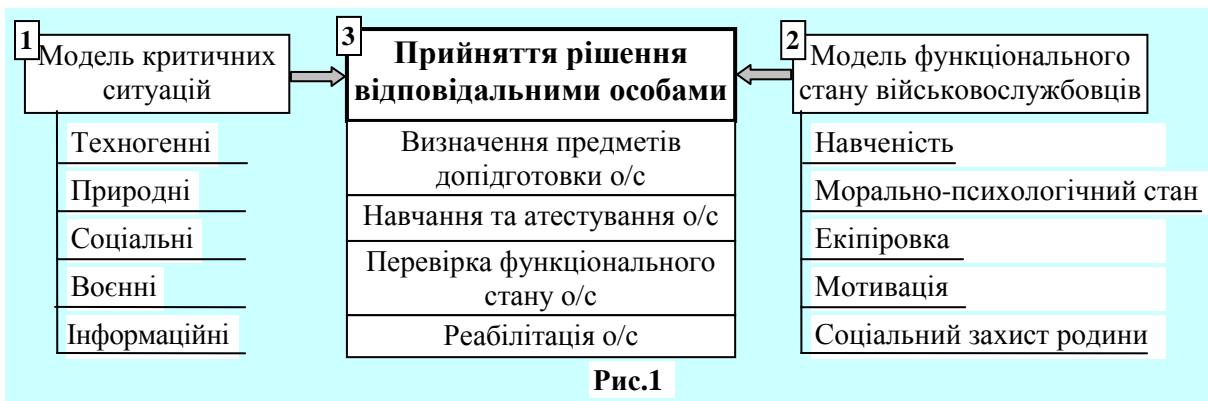 1
Модель критичних
ситуацій
Техногенні
Природні
Соціальні
Воєнні
Інформаційні
3
Прийняття рішення
відповідальними особами
Визначення предметів
допідготовки о/с
Навчання та атестування о/с
Перевірка функціонального
стану о/с
Реабілітація о/с
2
Модель функціонального
стану військовослужбовців
Навченість
Морально-психологічний стан
Екіпіровка
Мотивація
Соціальний захист родини
Рис.1